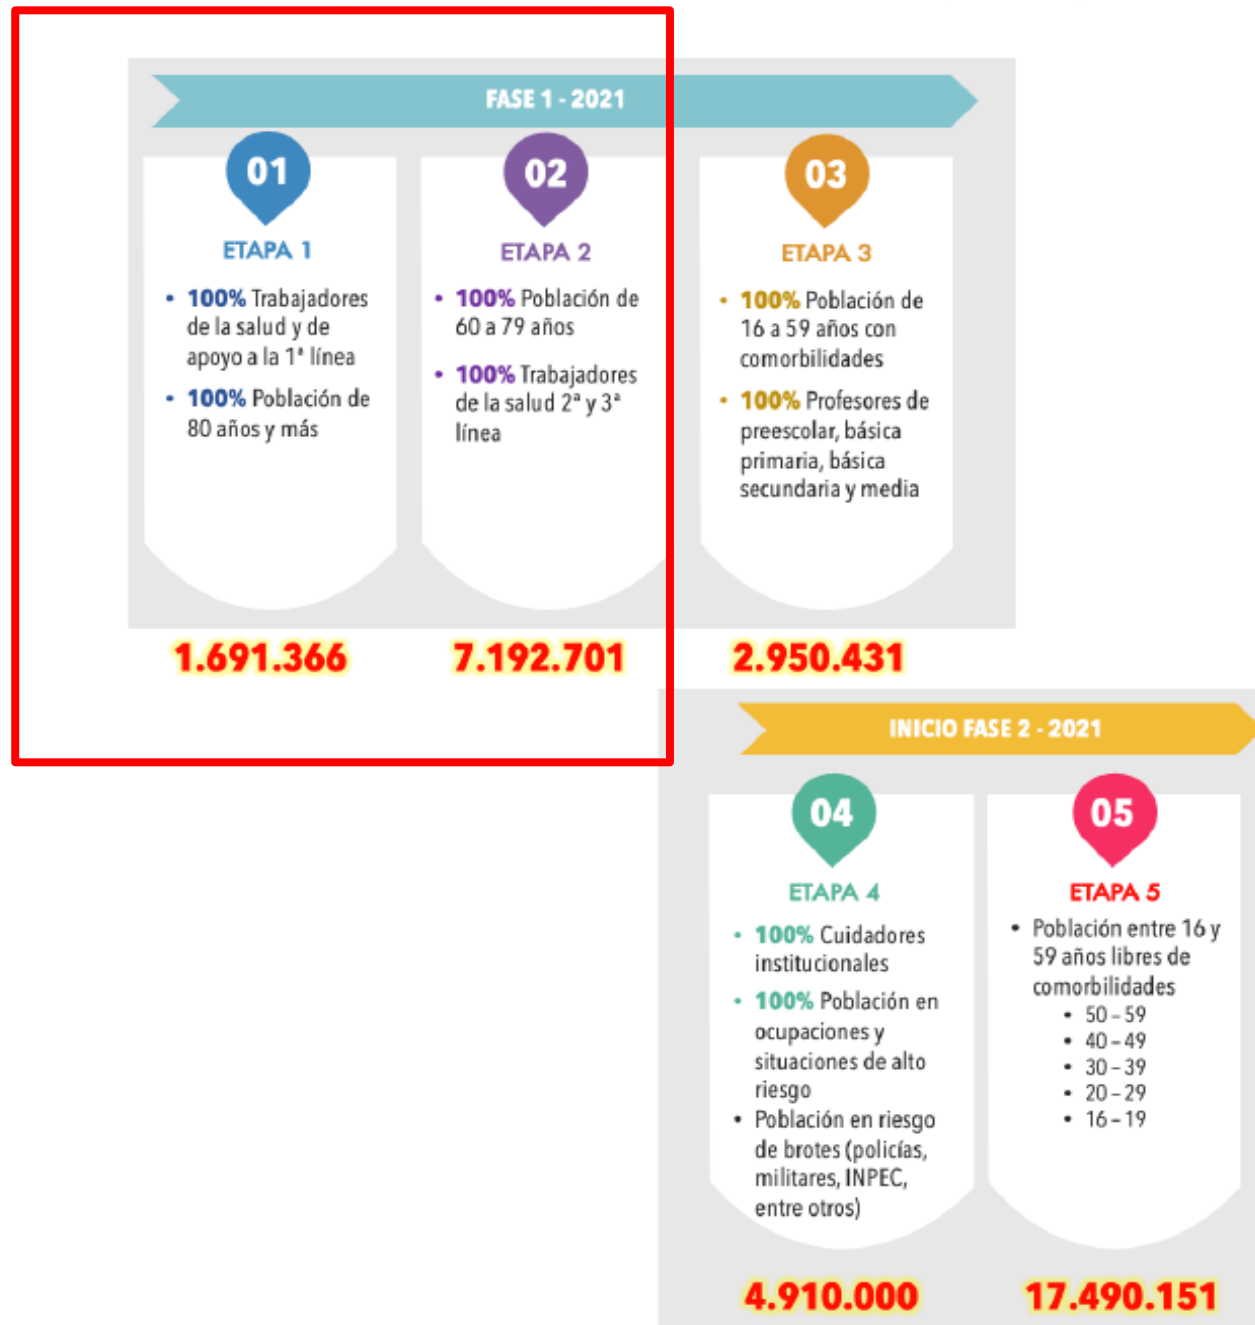 FASE 1 - 2021
01
ETAPA 1
• 100% Trabajadores
de la salud y de
apoyo a la 1ª línea
• 100% Población de
80 años y más
1.691.366
02
ETAPA 2
• 100% Población de
60 a 79 años
• 100% Trabajadores
de la salud 2ª y 3ª
línea
7.192.701
03
ETAPA 3
• 100% Población de
16 a 59 años con
comorbilidades
• 100% Profesores de
preescolar, básica
primaria, básica
secundaria y media
2.950.431
INICIO FASE 2 - 2021
04
ETAPA 4
• 100% Cuidadores
institucionales
• 100% Población en
ocupaciones y
situaciones de alto
riesgo
• Población en riesgo
de brotes (policías,
militares, INPEC,
entre otros)
4.910.000
05
ETAPA 5
• Población entre 16 y
59 años libres de
comorbilidades
• 50 – 59
• 40 – 49
• 30 – 39
• 20 – 29
• 16 – 19
17.490.151